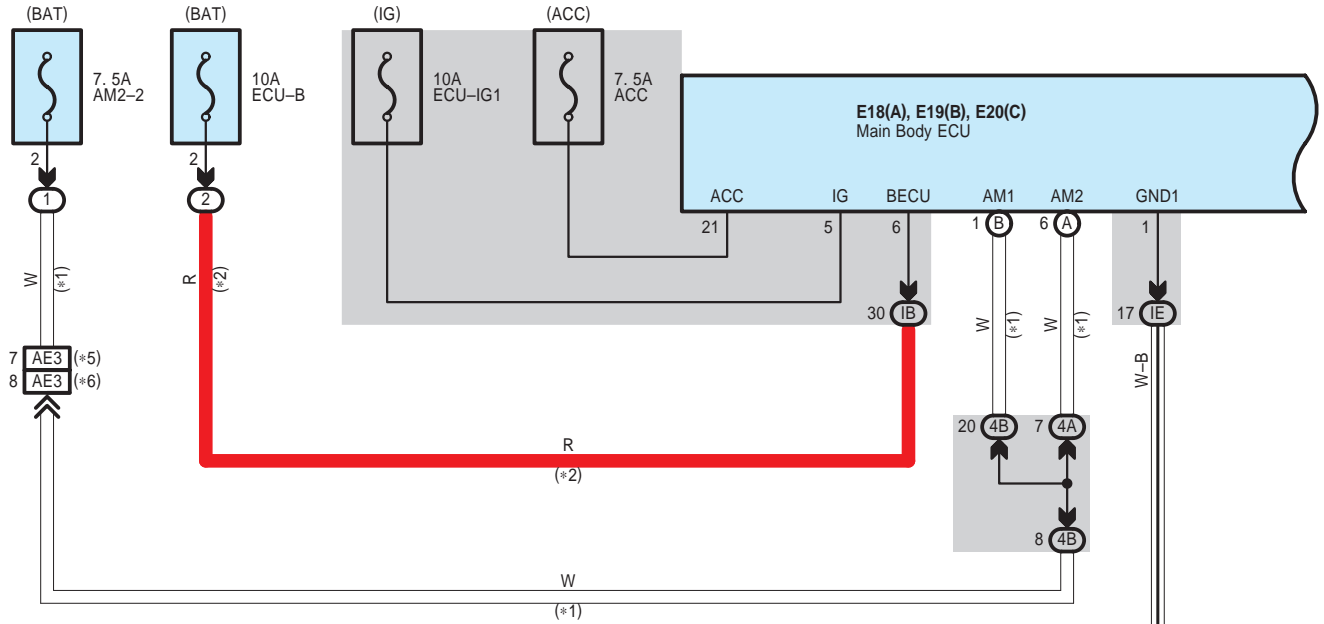 (BAT)
(BAT)
(IG)
(ACC)
7. 5A
AM2–2
10A
ECU–B
10A
ECU–IG1
7. 5A
ACC
E18(A), E19(B), E20(C)
Main Body ECU
ACC
IG
BECU
AM1
AM2
GND1
2
2
21
5
6
1
B
6
A
1
1
2
W
(*1)
R
(*2)
30
IB
W
(*1)
W
(*1)
17
IE
7
AE3
(*5)
8
AE3
(*6)
W–B
20
4B
7
4A
R
(*2)
8
4B
W
(*1)